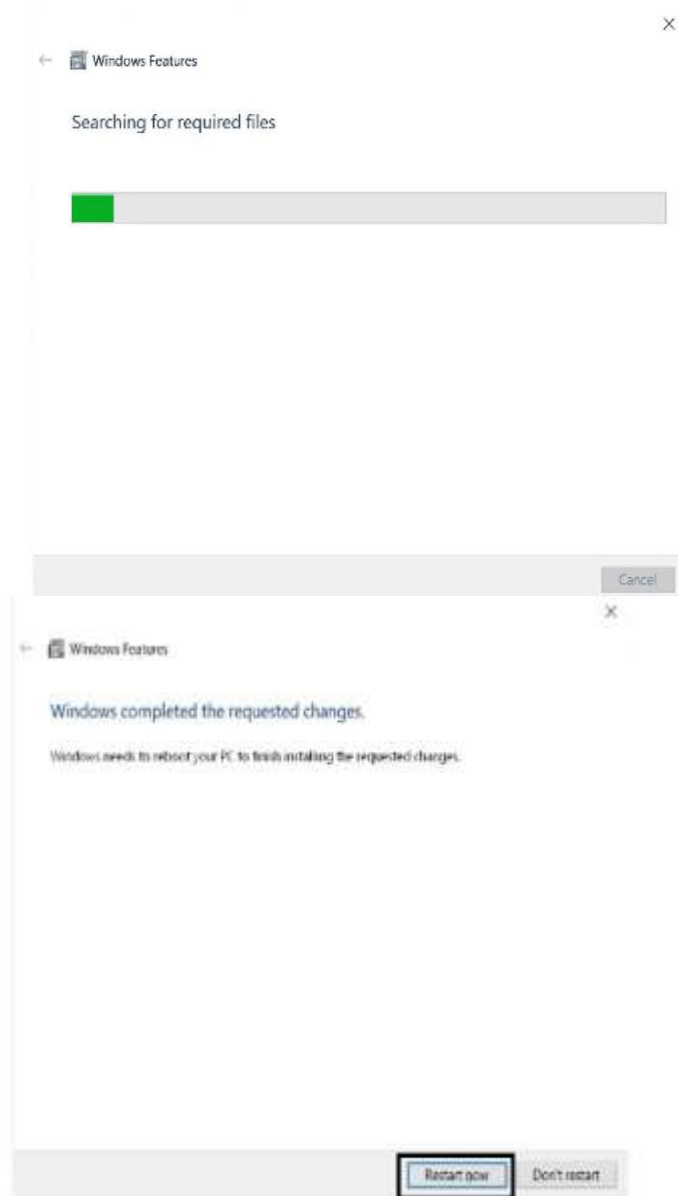 Windows Features
Searching for required files
Cancel
Windows Features
Windows completed the requested changes.
Windows needs to reboot your PC to finish installing the requested changes.
Restart now Don't restart